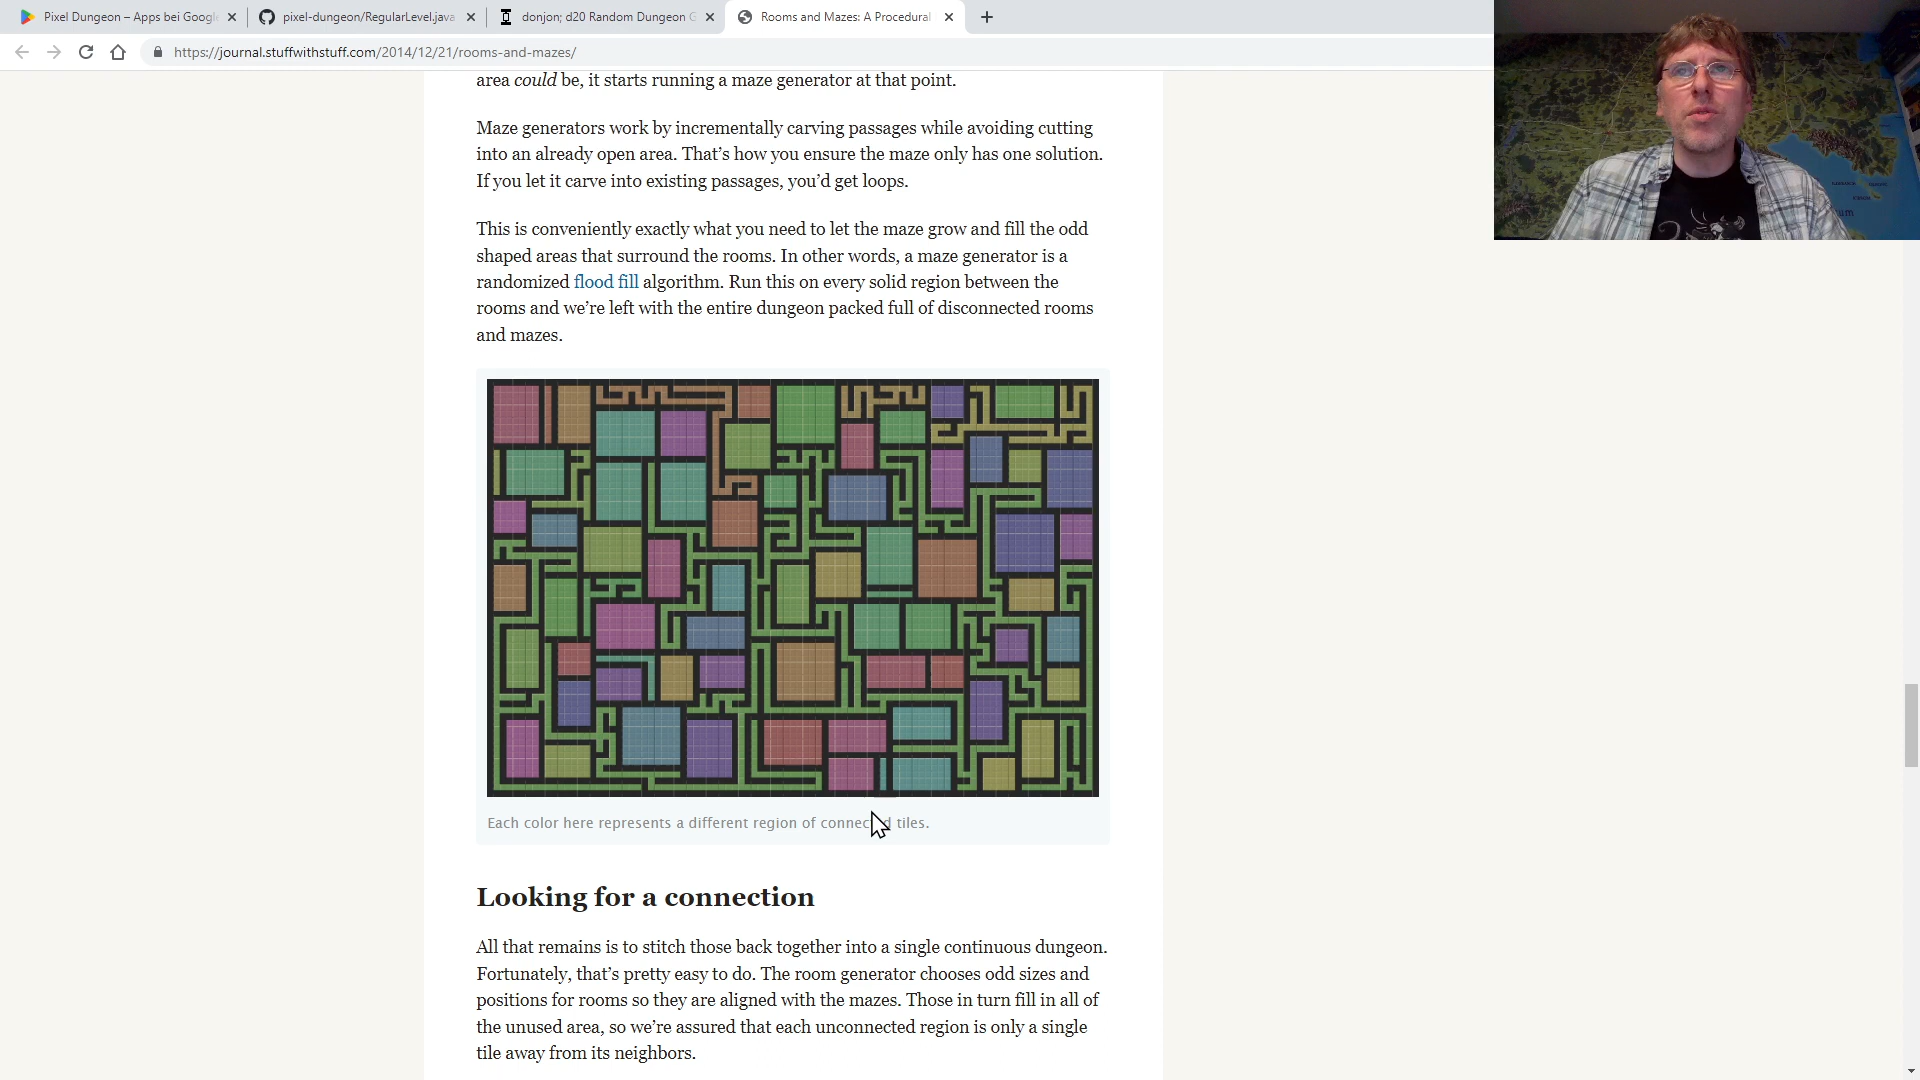 Pixel Dungeon – Apps bei Googl
pixel-dungeon/RegularLevel.java
donjon; d20 Random Dungeon G
Rooms and Mazes: A Procedural
https://journal.stuffwithstuff.com/2014/12/21/rooms-and-mazes/
area could be, it starts running a maze generator at that point.
Maze generators work by incrementally carving passages while avoiding cutting
into an already open area. That’s how you ensure the maze only has one solution.
If you let it carve into existing passages, you’d get loops.
This is conveniently exactly what you need to let the maze grow and fill the odd
shaped areas that surround the rooms. In other words, a maze generator is a
randomized flood fill algorithm. Run this on every solid region between the
rooms and we’re left with the entire dungeon packed full of disconnected rooms
and mazes.
Each color here represents a different region of connected tiles.
Looking for a connection
All that remains is to stitch those back together into a single continuous dungeon.
Fortunately, that’s pretty easy to do. The room generator chooses odd sizes and
positions for rooms so they are aligned with the mazes. Those in turn fill in all of
the unused area, so we’re assured that each unconnected region is only a single
tile away from its neighbors.